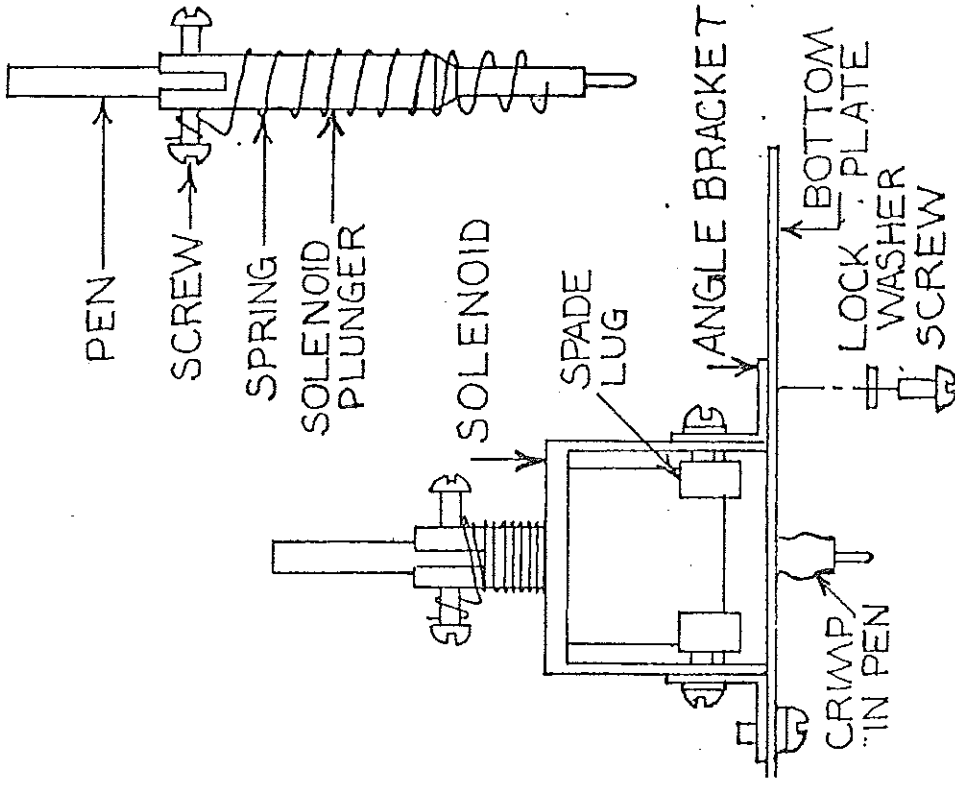 PEN
SCREW
SPRING
SOLENOID
PLUNGER
SOLENOID
SPADE
LUG
ANGLE BRACKET
BOTTOM
PLATE
LOCK
WASHER
SCREW
CRIMP
IN PEN